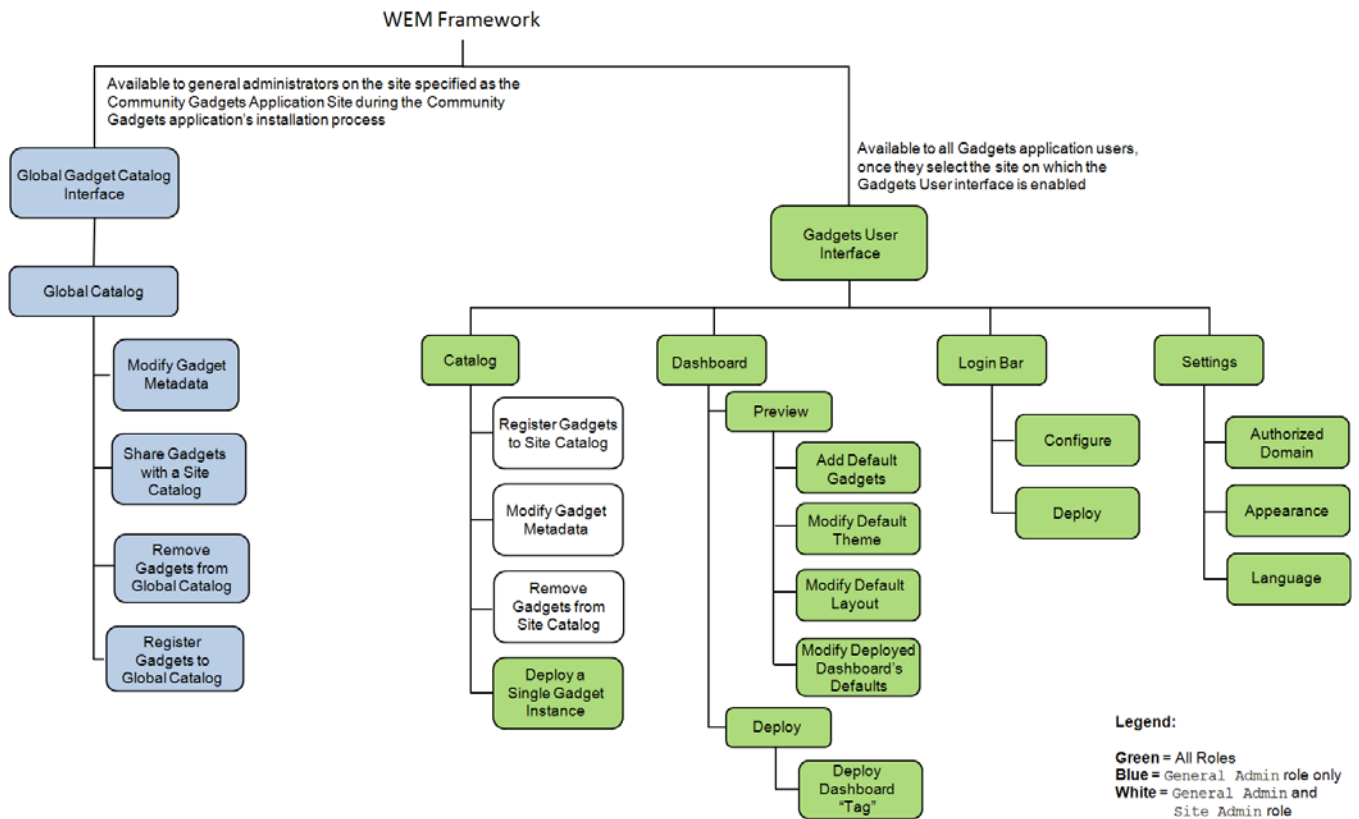 WEM Framework
Available to general administrators on the site specified as the
Community Gadgets Application Site during the Community
Gadgets application's installation process
Available to all Gadgets application users,
once they select the site on which the
Gadgets User interface is enabled
Global Gadget Catalog
Interface
Global Catalog
Modify Gadget
Metadata
Share Gadgets
with a Site
Catalog
Remove
Gadgets from
Global Catalog
Register
Gadgets to
Global Catalog
Gadgets User
Interface
Catalog
Register Gadgets
to Site Catalog
Modify Gadget
Metadata
Remove
Gadgets from
Site Catalog
Deploy a
Single Gadget
Instance
Dashboard
Preview
Add Default
Gadgets
Modify Default
Theme
Modify Default
Layout
Modify Deployed
Dashboard's
Defaults
Deploy
Deploy
Dashboard
"Tag"
Login Bar
Configure
Deploy
Settings
Authorized
Domain
Appearance
Language
Legend:
Green = All Roles
Blue = General Admin role only
White = General Admin and
Site Admin role